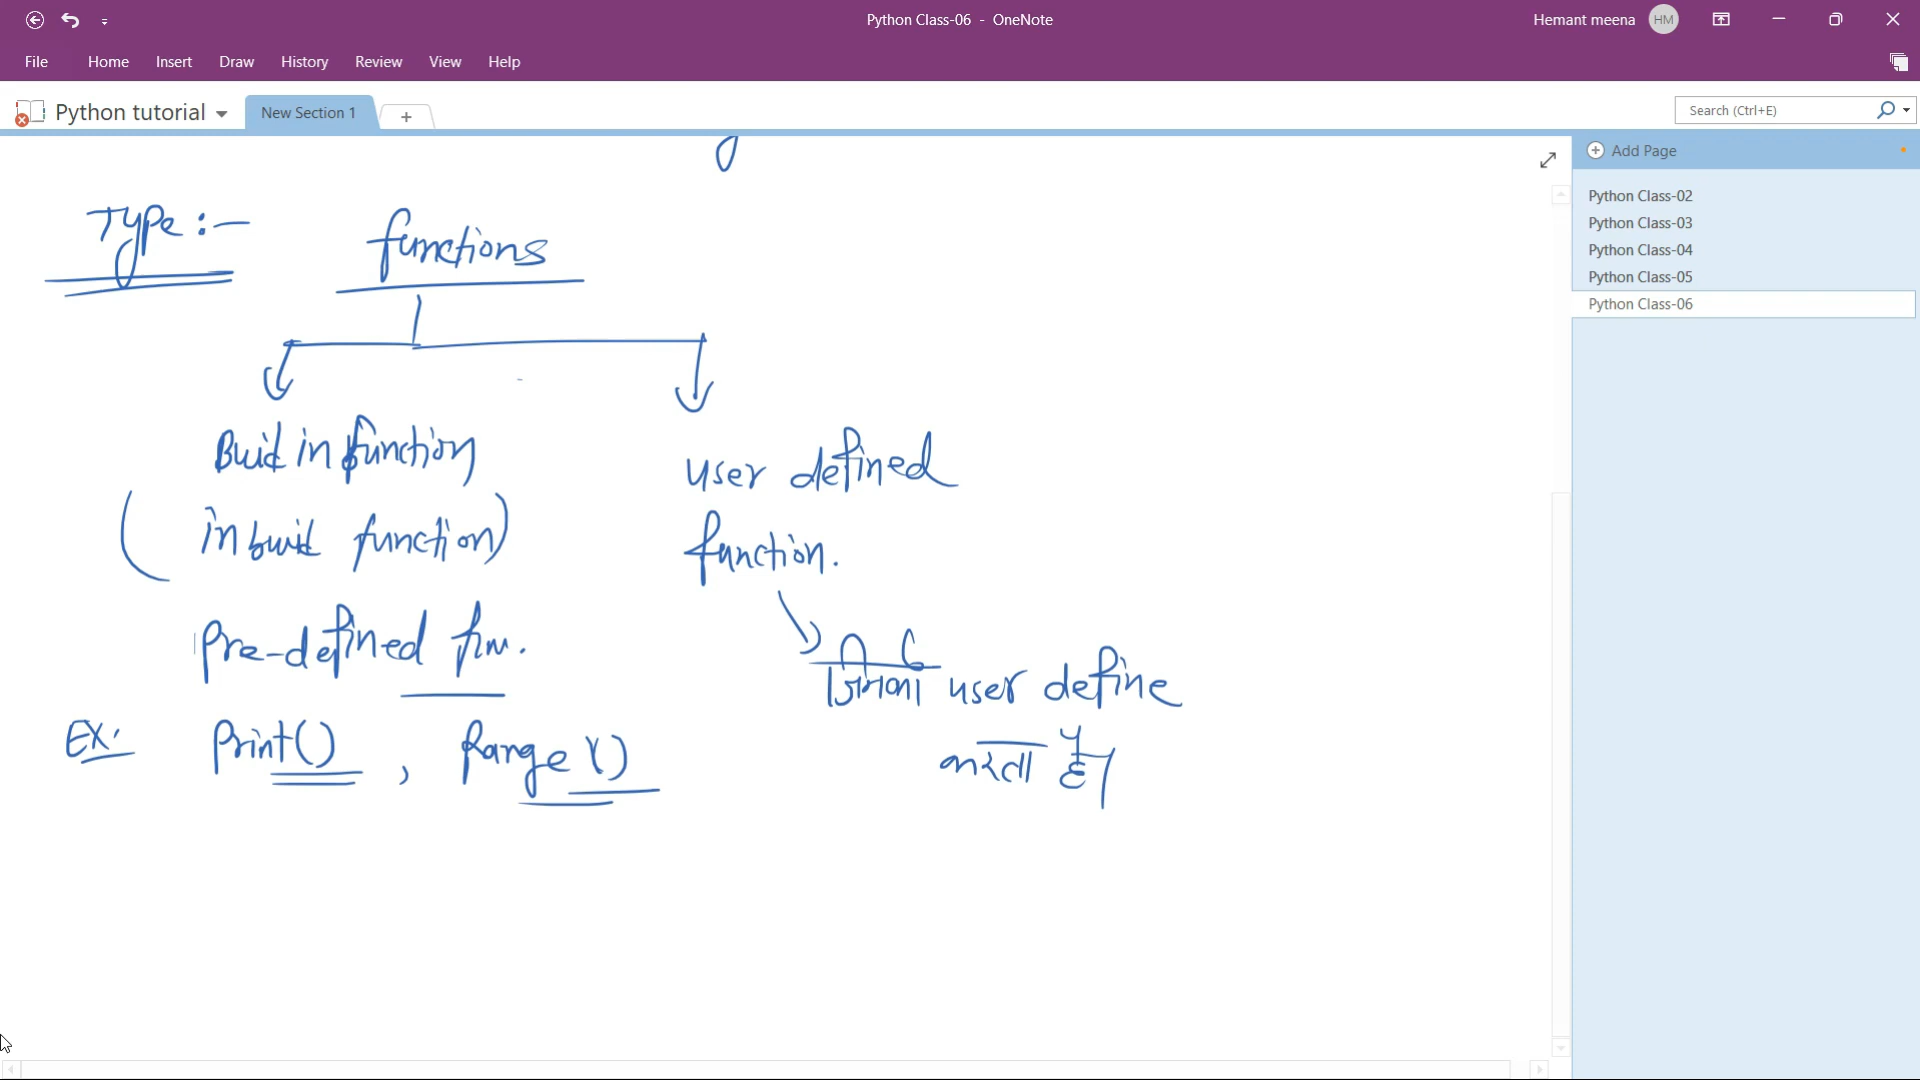 Python Class-06 - OneNote
Hemant meena
HM
File Home Insert Draw History Review View Help
Python tutorial
New Section 1
+
Search (Ctrl+E)
Add Page
Python Class-02
Python Class-03
Python Class-04
Python Class-05
Python Class-06
Type :-
functions
Buid in function
(inbuid function)
Pre-defined fun.
Ex: Print() , Range()
user defined
function.
जिनको user define
करता है।